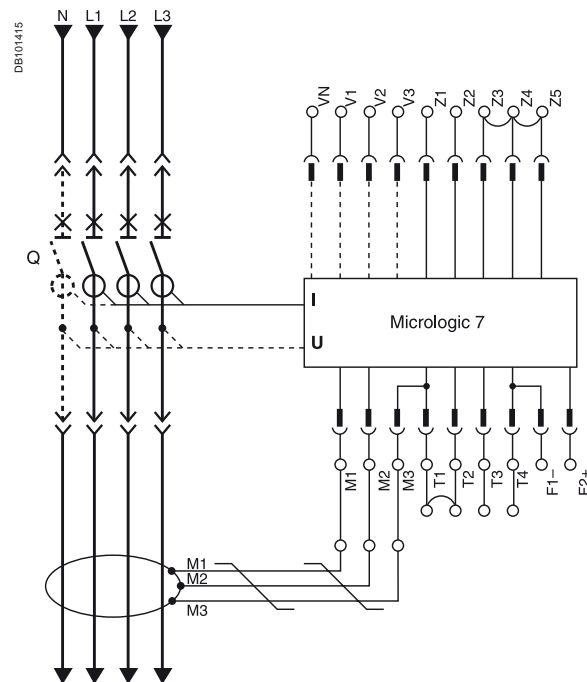 DB101415
N L1 L2 L3
VN V1 V2 V3 Z1 Z2 Z3 Z4 Z5
Q
I
Micrologic 7
U
M1 M2 M3 T1 T2 T3 T4 F1– F2+
M1
M2
M3